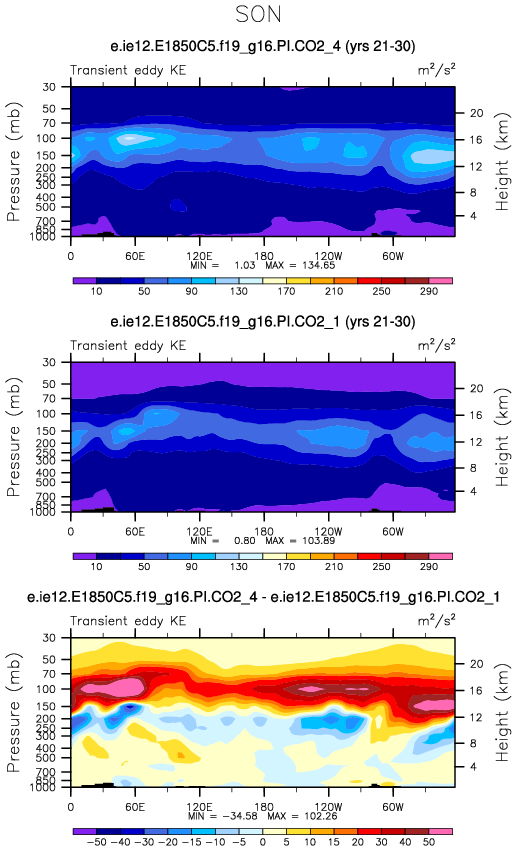 SON
e.ie12.E1850C5.f19_g16.PI.CO2_4 (yrs 21-30)
Transient eddy KE m²/s²
Pressure (mb)
30
50
70
100
150
200
250
300
400
500
700
850
1000
Height (km)
20
16
12
8
4
0 60E 120E 180 120W 60W
MIN = 1.03 MAX = 134.65
10 50 90 130 170 210 250 290
e.ie12.E1850C5.f19_g16.PI.CO2_1 (yrs 21-30)
Transient eddy KE m²/s²
Pressure (mb)
30
50
70
100
150
200
250
300
400
500
700
850
1000
Height (km)
20
16
12
8
4
0 60E 120E 180 120W 60W
MIN = 0.80 MAX = 103.89
10 50 90 130 170 210 250 290
e.ie12.E1850C5.f19_g16.PI.CO2_4 - e.ie12.E1850C5.f19_g16.PI.CO2_1
Transient eddy KE m²/s²
Pressure (mb)
30
50
70
100
150
200
250
300
400
500
700
850
1000
Height (km)
20
16
12
8
4
0 60E 120E 180 120W 60W
MIN = -34.58 MAX = 102.26
-50 -40 -30 -20 -15 -10 -5 0 5 10 15 20 30 40 50